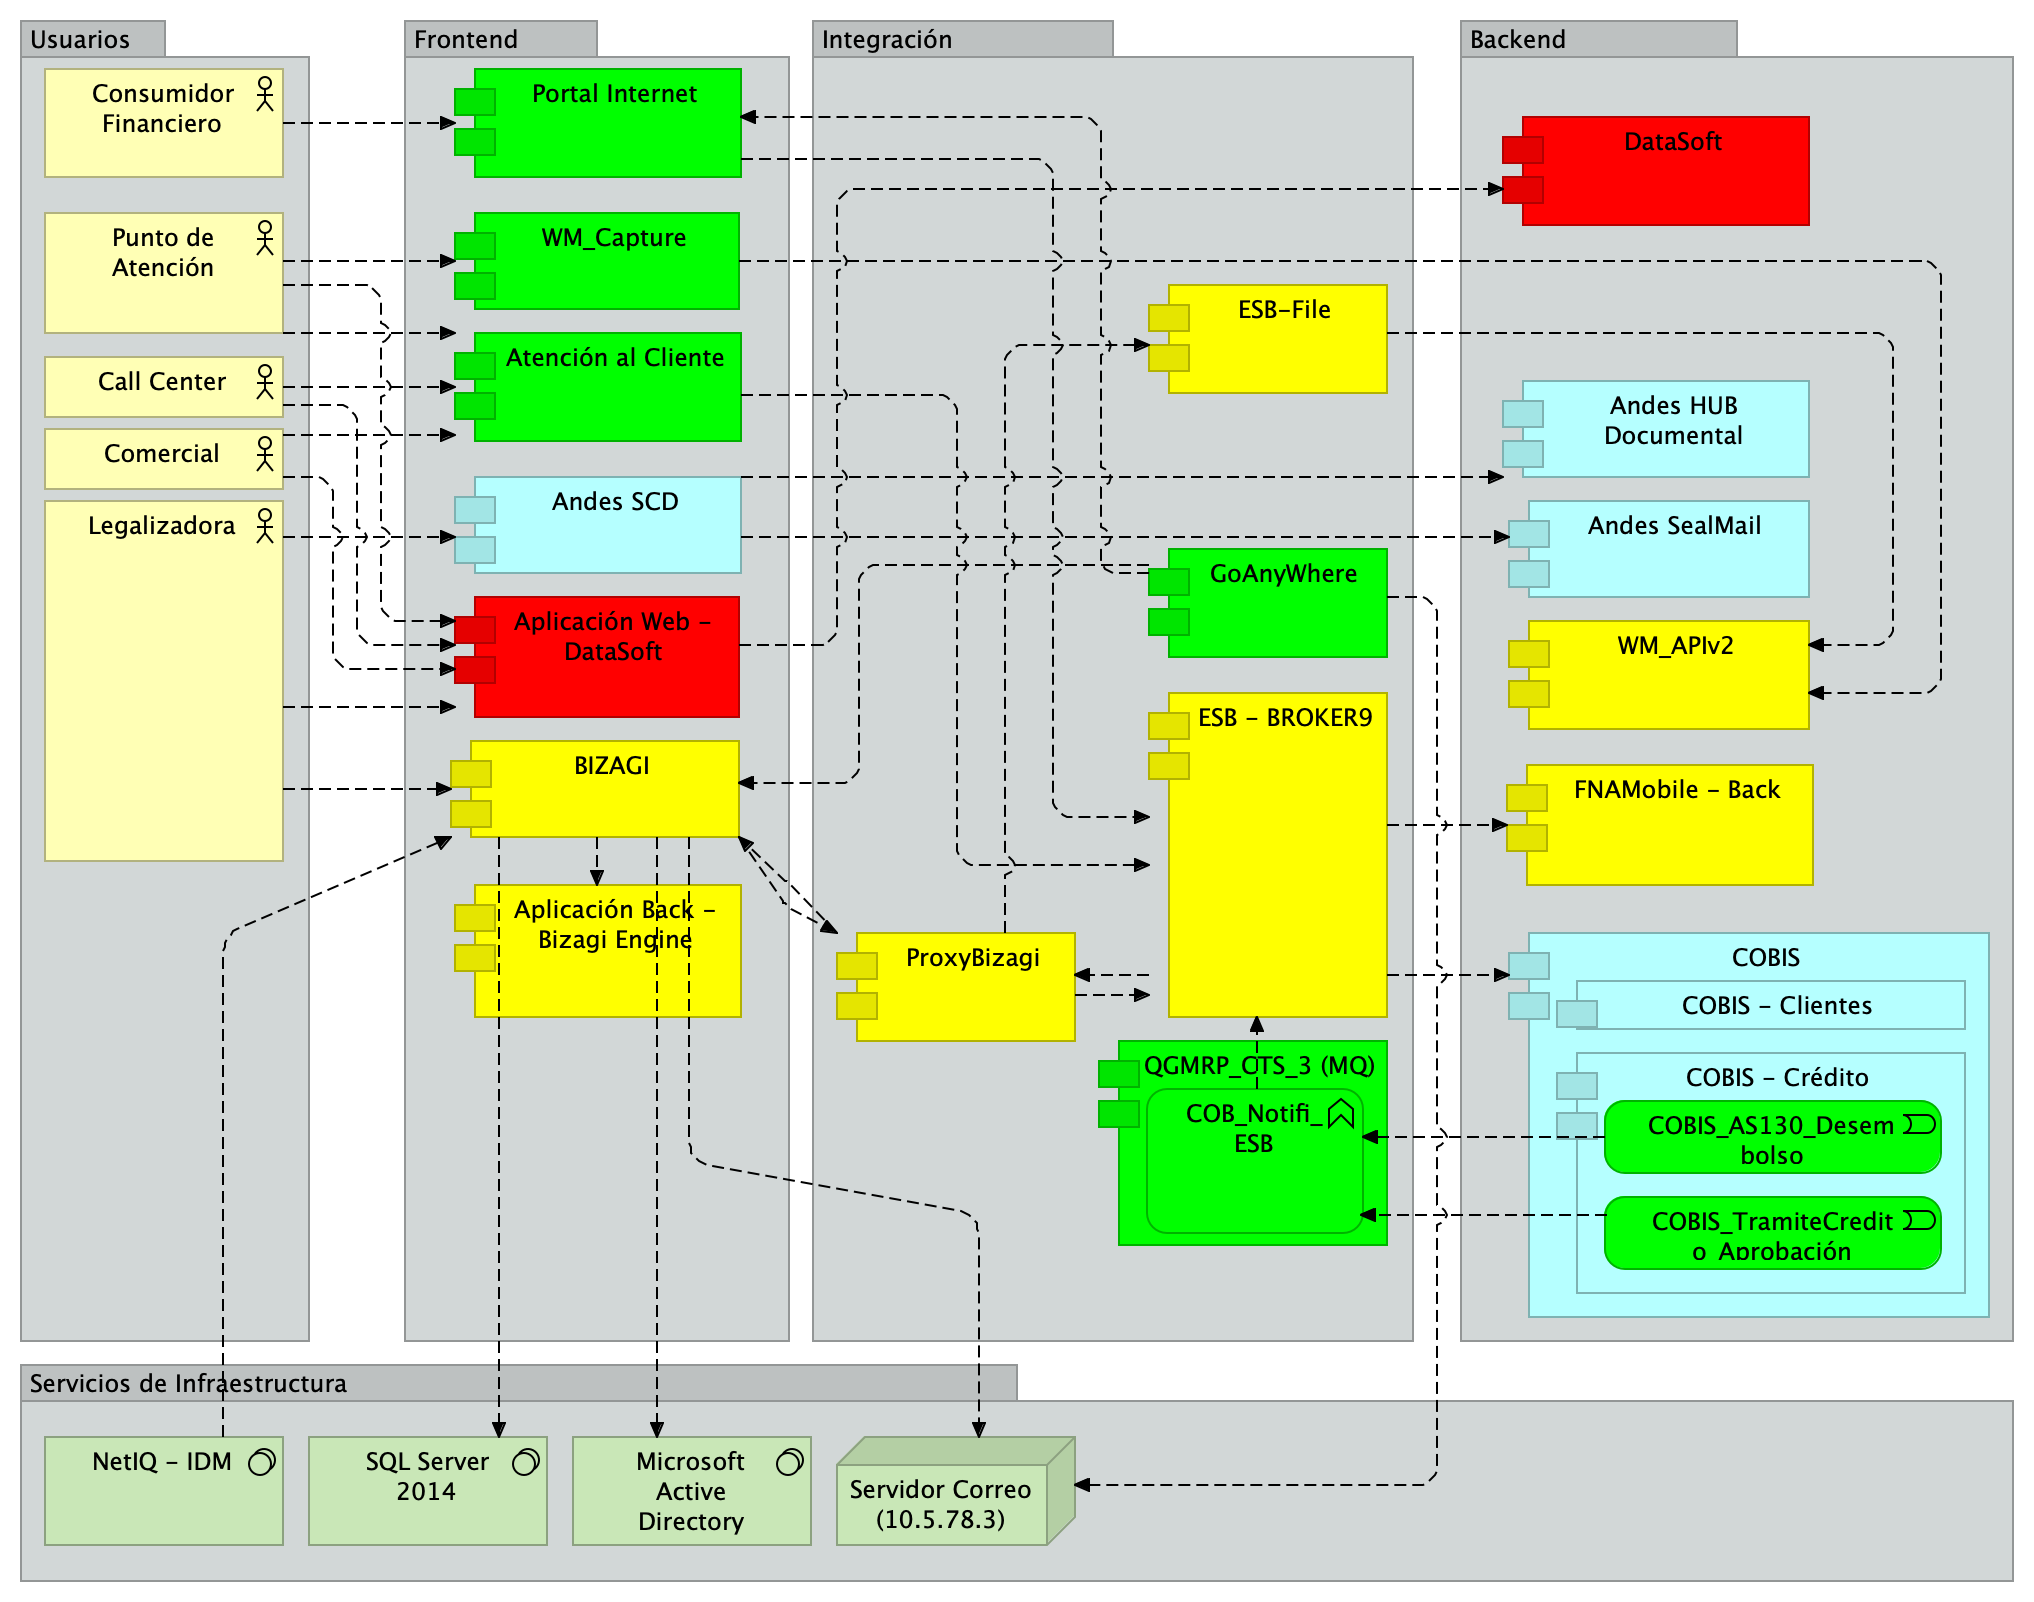 Usuarios
Consumidor
Financiero
Punto de
Atención
Call Center
Comercial
Legalizadora
Frontend
Portal Internet
WM_Capture
Atención al Cliente
Andes SCD
Aplicación Web -
DataSoft
BIZAGI
Aplicación Back -
Bizagi Engine
Integración
ESB-File
GoAnyWhere
ESB - BROKER9
ProxyBizagi
QGMRP_CTS_3 (MQ)
COB_Notifi_
ESB
Backend
DataSoft
Andes HUB
Documental
Andes SealMail
WM_APIv2
FNAMobile - Back
COBIS
COBIS - Clientes
COBIS - Crédito
COBIS_AS130_Desem
bolso
COBIS_TramiteCredit
o_Aprobación
Servicios de Infraestructura
NetIQ - IDM
SQL Server
2014
Microsoft
Active
Directory
Servidor Correo
(10.5.78.3)